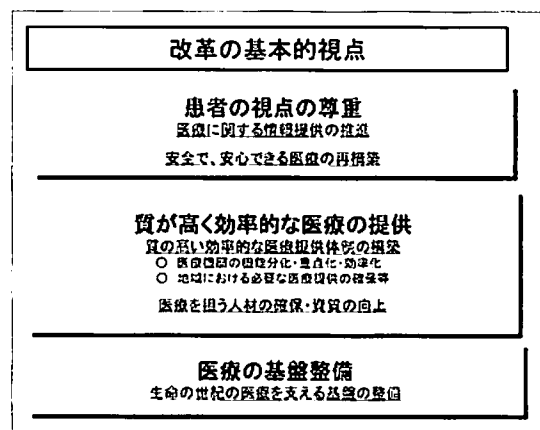 改革の基本的視点
患者の視点の尊重
医療に関する情報提供の推進
安全で、安心できる医療の再構築
質が高く効率的な医療の提供
質の高い効率的な医療提供体制の構築
○ 医療機関の機能分化・重点化・効率化
○ 地域における必要な医療提供の確保等
医療を担う人材の確保・資質の向上
医療の基盤整備
生命の世紀の医療を支える基盤の整備